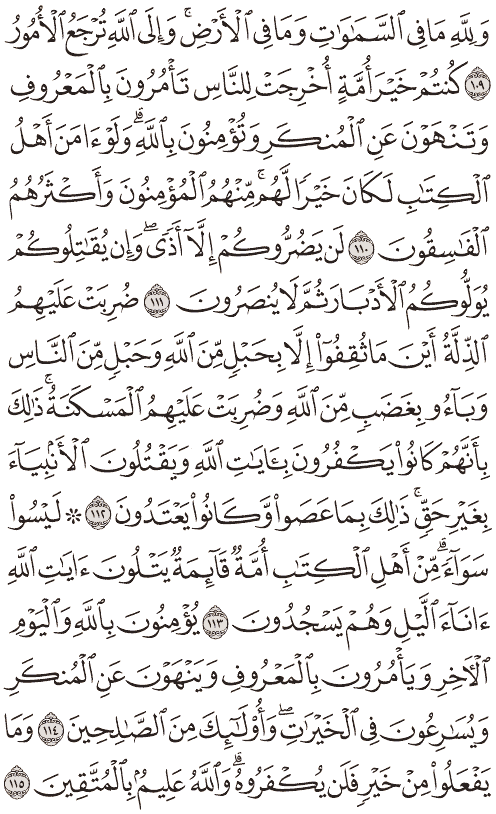 وَلِلَّهِ مَا فِي ٱلسَّمَٰوَٰتِ وَمَا فِي ٱلۡأَرۡضِۚ وَإِلَى ٱللَّهِ تُرۡجَعُ ٱلۡأُمُورُ
١٠٩ كُنتُمۡ خَيۡرَ أُمَّةٍ أُخۡرِجَتۡ لِلنَّاسِ تَأۡمُرُونَ بِٱلۡمَعۡرُوفِ
وَتَنۡهَوۡنَ عَنِ ٱلۡمُنكَرِ وَتُؤۡمِنُونَ بِٱللَّهِۗ وَلَوۡ ءَامَنَ أَهۡلُ
ٱلۡكِتَٰبِ لَكَانَ خَيۡرٗا لَّهُمۚ مِّنۡهُمُ ٱلۡمُؤۡمِنُونَ وَأَكۡثَرُهُمُ
ٱلۡفَٰسِقُونَ ١١٠ لَن يَضُرُّوكُمۡ إِلَّآ أَذٗىۖ وَإِن يُقَٰتِلُوكُمۡ
يُوَلُّوكُمُ ٱلۡأَدۡبَارَ ثُمَّ لَا يُنصَرُونَ ١١١ ضُرِبَتۡ عَلَيۡهِمُ
ٱلذِّلَّةُ أَيۡنَ مَا ثُقِفُوٓاْ إِلَّا بِحَبۡلٖ مِّنَ ٱللَّهِ وَحَبۡلٖ مِّنَ ٱلنَّاسِ
وَبَآءُو بِغَضَبٖ مِّنَ ٱللَّهِ وَضُرِبَتۡ عَلَيۡهِمُ ٱلۡمَسۡكَنَةُۚ ذَٰلِكَ
بِأَنَّهُمۡ كَانُواْ يَكۡفُرُونَ بِـَٔايَٰتِ ٱللَّهِ وَيَقۡتُلُونَ ٱلۡأَنۢبِيَآءَ
بِغَيۡرِ حَقّٖۚ ذَٰلِكَ بِمَا عَصَواْ وَّكَانُواْ يَعۡتَدُونَ ١١٢ ۞ لَيۡسُواْ
سَوَآءٗۗ مِّنۡ أَهۡلِ ٱلۡكِتَٰبِ أُمَّةٞ قَآئِمَةٞ يَتۡلُونَ ءَايَٰتِ ٱللَّهِ
ءَانَآءَ ٱلَّيۡلِ وَهُمۡ يَسۡجُدُونَ ١١٣ يُؤۡمِنُونَ بِٱللَّهِ وَٱلۡيَوۡمِ
ٱلۡأٓخِرِ وَيَأۡمُرُونَ بِٱلۡمَعۡرُوفِ وَيَنۡهَوۡنَ عَنِ ٱلۡمُنكَرِ
وَيُسَٰرِعُونَ فِي ٱلۡخَيۡرَٰتِۖ وَأُوْلَٰٓئِكَ مِنَ ٱلصَّٰلِحِينَ ١١٤ وَمَا
يَفۡعَلُواْ مِنۡ خَيۡرٖ فَلَن يُكۡفَرُوهُۗ وَٱللَّهُ عَلِيمُۢ بِٱلۡمُتَّقِينَ ١١٥